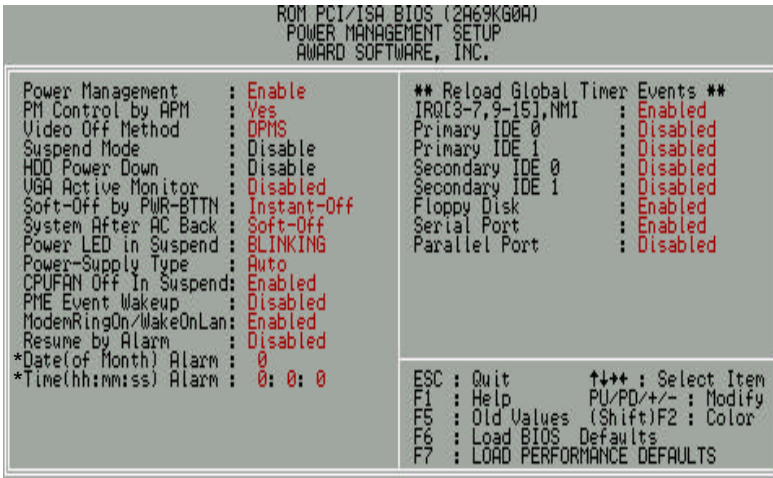 ROM PCI/ISA BIOS (2A69KG0A)
POWER MANAGEMENT SETUP
AWARD SOFTWARE, INC.
Power Management : Enable
PM Control by APM : Yes
Video Off Method : DPMS
Suspend Mode : Disable
HDD Power Down : Disable
VGA Active Monitor : Disabled
Soft-Off by PWR-BTTN : Instant-Off
System After AC Back : Soft-Off
Power LED in Suspend : BLINKING
Power-Supply Type : Auto
CPUFAN Off In Suspend: Enabled
PME Event Wakeup : Disabled
ModemRingOn/WakeOnLan: Enabled
Resume by Alarm : Disabled
*Date(of Month) Alarm : 0
*Time(hh:mm:ss) Alarm : 0: 0: 0
** Reload Global Timer Events **
IRQ[3-7,9-15],NMI : Enabled
Primary IDE 0 : Disabled
Primary IDE 1 : Disabled
Secondary IDE 0 : Disabled
Secondary IDE 1 : Disabled
Floppy Disk : Enabled
Serial Port : Enabled
Parallel Port : Disabled
ESC : Quit ↑↓→← : Select Item
F1 : Help PU/PD/+/- : Modify
F5 : Old Values (Shift)F2 : Color
F6 : Load BIOS Defaults
F7 : LOAD PERFORMANCE DEFAULTS